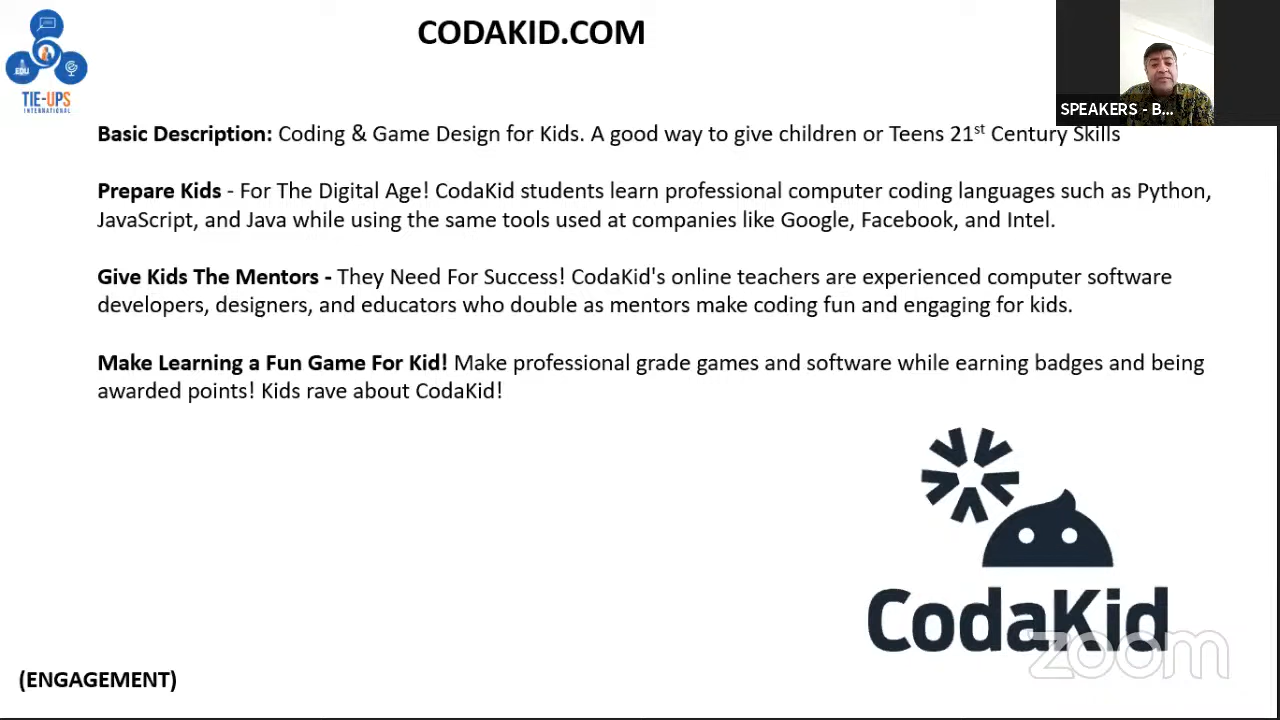 CODAKID.COM
EDU
TIE-UPS
INTERNATIONAL
SPEAKERS - B...
Basic Description: Coding & Game Design for Kids. A good way to give children or Teens 21st Century Skills
Prepare Kids - For The Digital Age! CodaKid students learn professional computer coding languages such as Python,
JavaScript, and Java while using the same tools used at companies like Google, Facebook, and Intel.
Give Kids The Mentors - They Need For Success! CodaKid's online teachers are experienced computer software
developers, designers, and educators who double as mentors make coding fun and engaging for kids.
Make Learning a Fun Game For Kid! Make professional grade games and software while earning badges and being
awarded points! Kids rave about CodaKid!
CodaKid
zoom
(ENGAGEMENT)